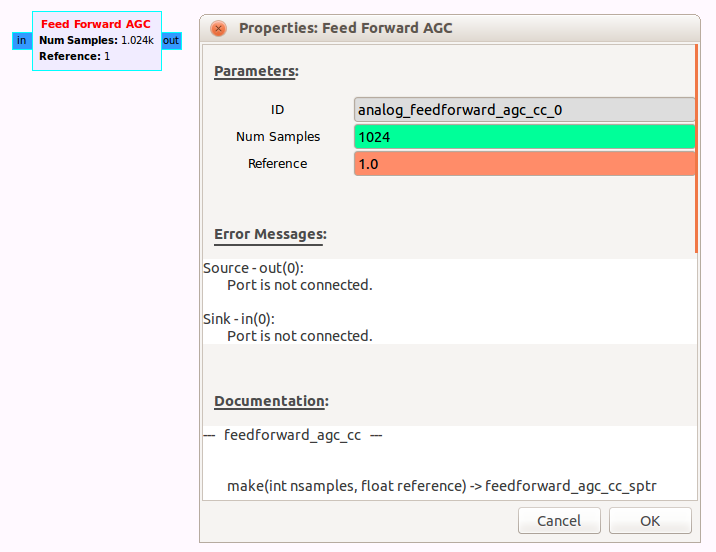 Feed Forward AGC
in
Num Samples: 1.024k
out
Reference: 1
Properties: Feed Forward AGC
Parameters:
ID
analog_feedforward_agc_cc_0
Num Samples
1024
Reference
1.0
Error Messages:
Source - out(0):
Port is not connected.
Sink - in(0):
Port is not connected.
Documentation:
--- feedforward_agc_cc ---
make(int nsamples, float reference) -> feedforward_agc_cc_sptr
Cancel
OK